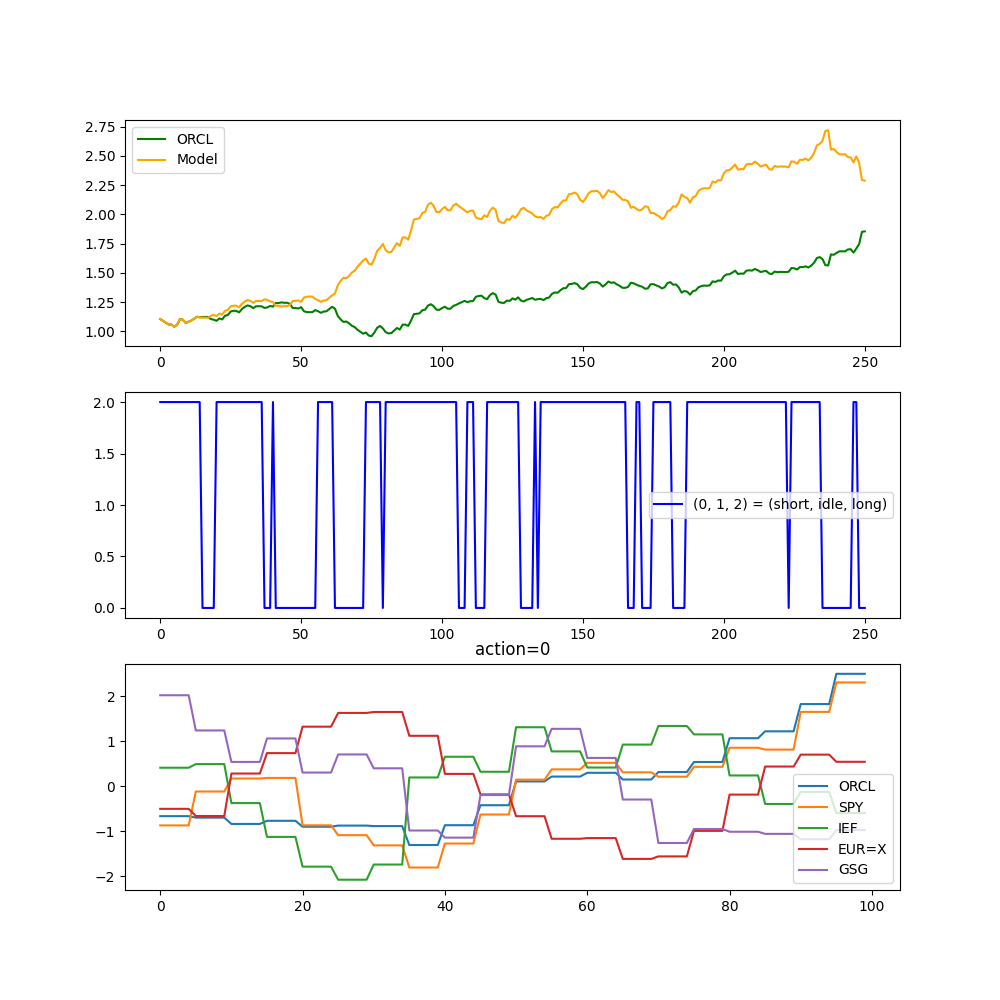 2.75
2.50
2.25
2.00
1.75
1.50
1.25
1.00
ORCL
Model
0 50 100 150 200 250
2.0
1.5
1.0
0.5
0.0
(0, 1, 2) = (short, idle, long)
0 50 100 150 200 250
action=0
2
1
0
−1
−2
ORCL
SPY
IEF
EUR=X
GSG
0 20 40 60 80 100